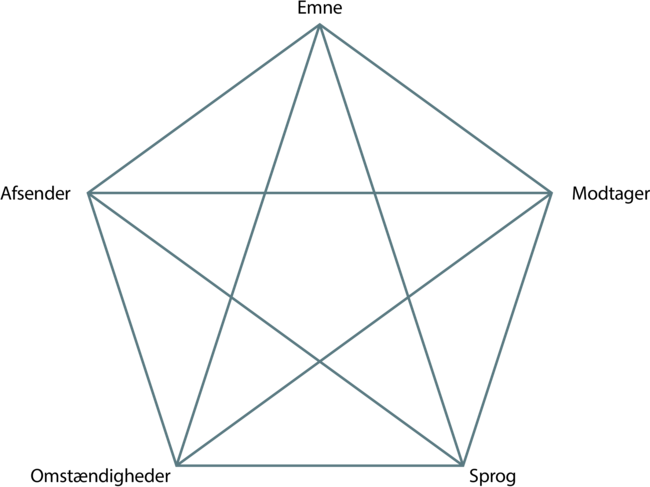 Emne
Afsender
Modtager
Omstændigheder
Sprog